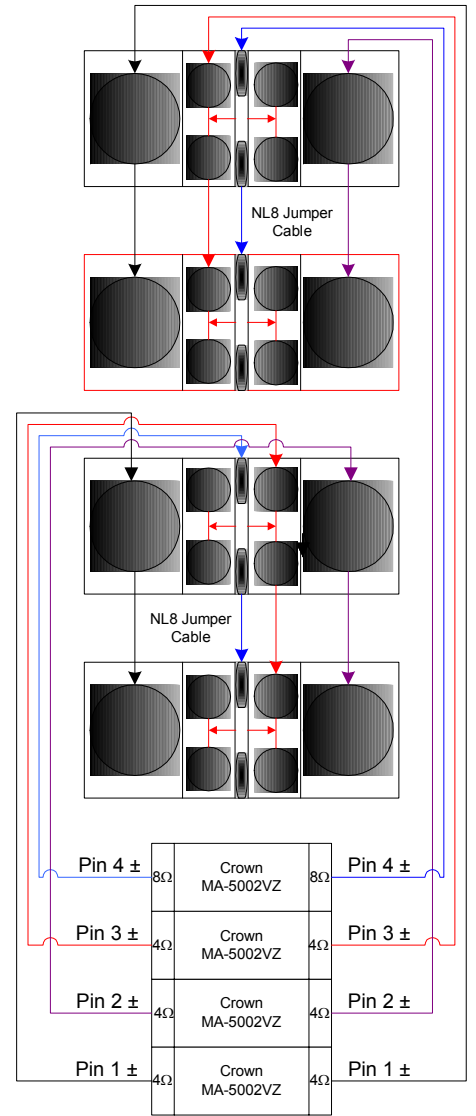 NL8 Jumper
Cable
NL8 Jumper
Cable
Pin 4 ±
8Ω
Crown
MA-5002VZ
8Ω
Pin 4 ±
Pin 3 ±
4Ω
Crown
MA-5002VZ
4Ω
Pin 3 ±
Pin 2 ±
4Ω
Crown
MA-5002VZ
4Ω
Pin 2 ±
Pin 1 ±
4Ω
Crown
MA-5002VZ
4Ω
Pin 1 ±